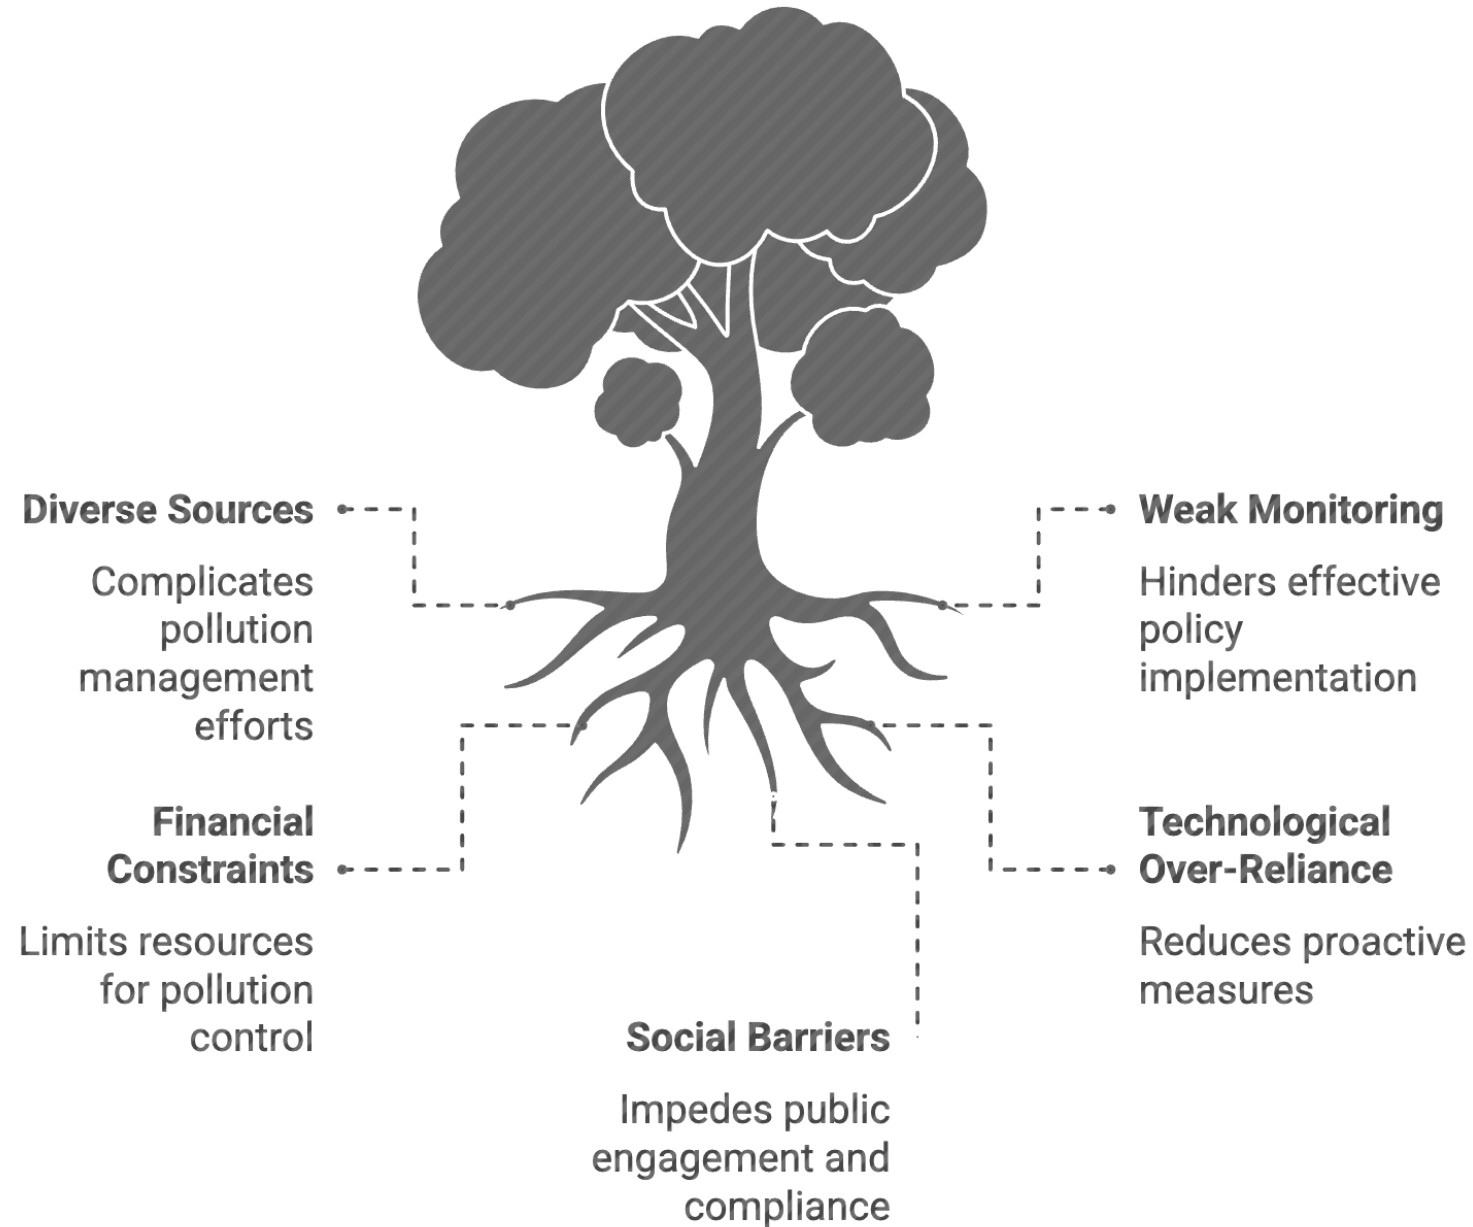 Diverse Sources
Complicates
pollution
management
efforts
Financial
Constraints
Limits resources
for pollution
control
Social Barriers
Impedes public
engagement and
compliance
Weak Monitoring
Hinders effective
policy
implementation
Technological
Over-Reliance
Reduces proactive
measures